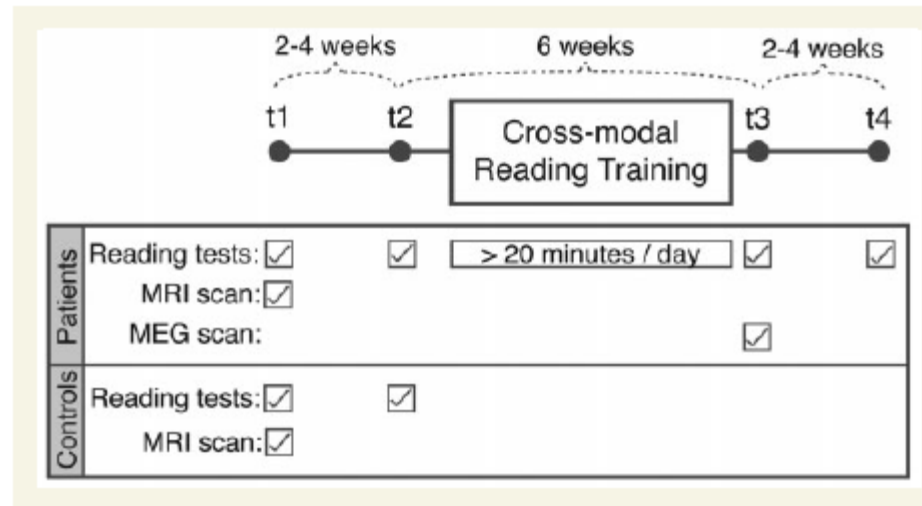 2-4 weeks 6 weeks 2-4 weeks
t1 t2 t3 t4
Cross-modal
Reading Training
Patients
Reading tests: > 20 minutes / day
MRI scan:
MEG scan:
Controls
Reading tests:
MRI scan: